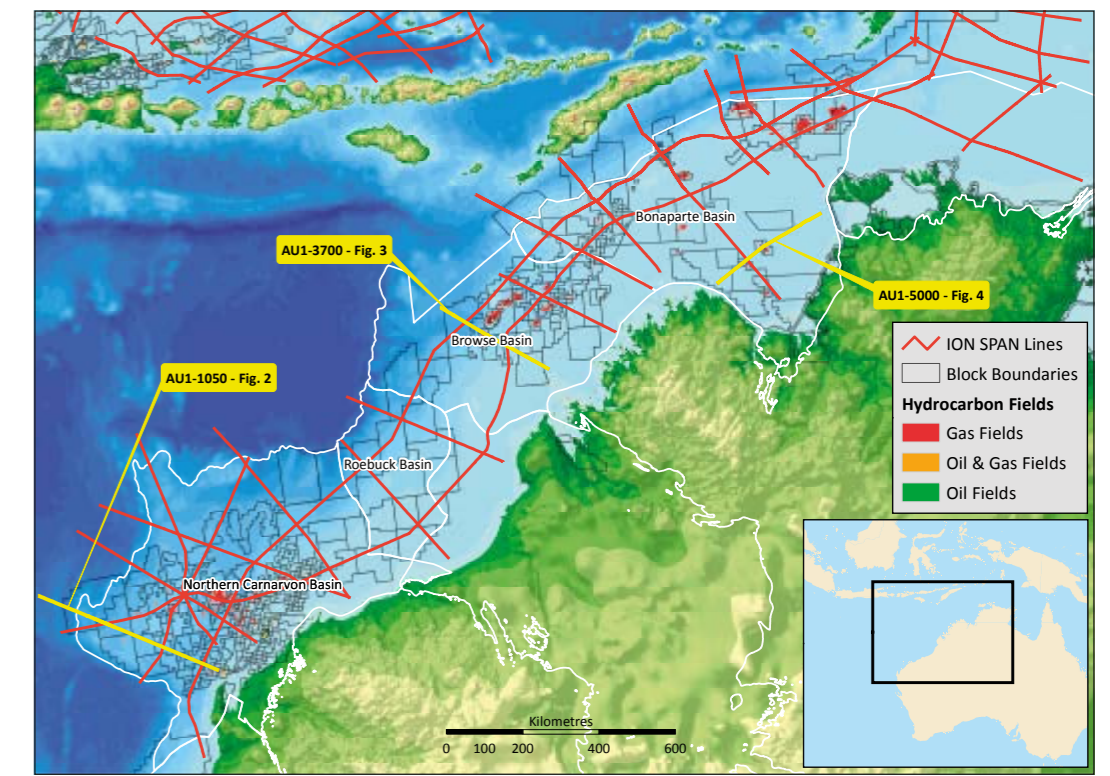 Bonaparte Basin
AU1-3700 - Fig. 3
AU1-5000 - Fig. 4
Browse Basin
AU1-1050 - Fig. 2
Roebuck Basin
Northern Carnarvon Basin
ION SPAN Lines
Block Boundaries
Hydrocarbon Fields
Gas Fields
Oil & Gas Fields
Oil Fields
Kilometres
0 100 200 400 600